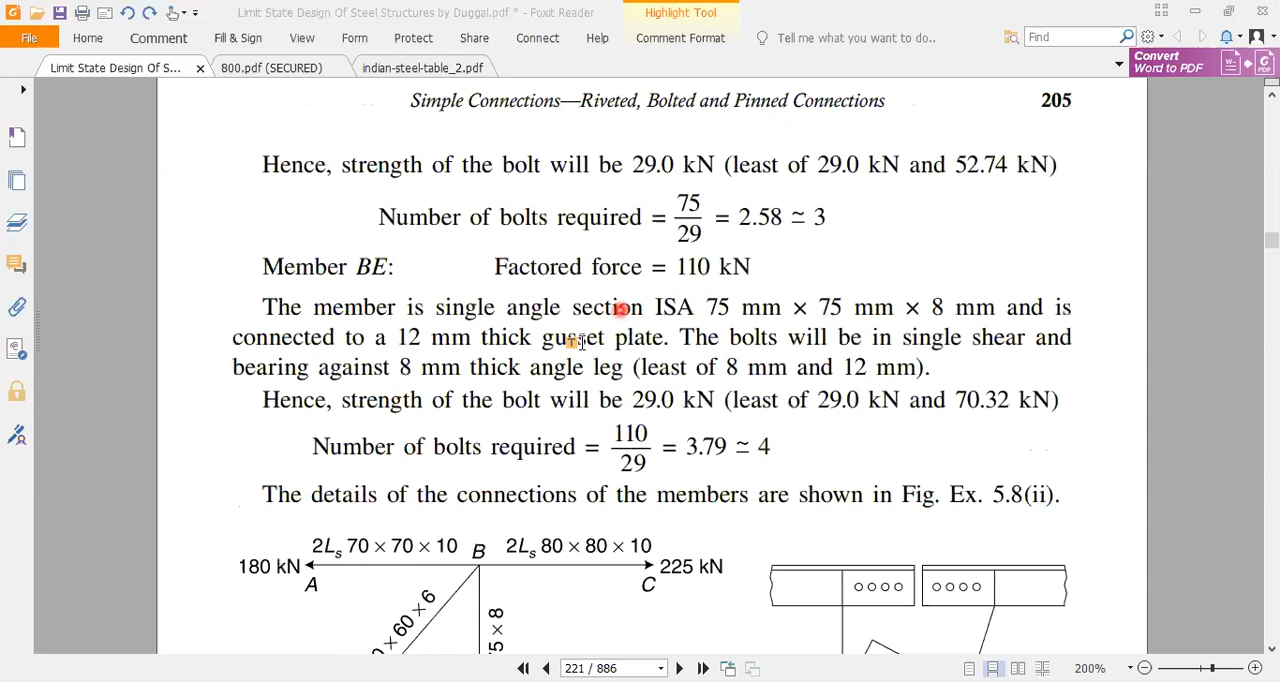 Limit State Design Of Steel Structures by Duggal.pdf * - Foxit Reader
Highlight Tool
File Home Comment Fill & Sign View Form Protect Share Connect Help Comment Format Tell me what you want to do.. Find
Limit State Design Of S... 800.pdf (SECURED) indian-steel-table_2.pdf
Convert
Word to PDF
Simple Connections—Riveted, Bolted and Pinned Connections 205
Hence, strength of the bolt will be 29.0 kN (least of 29.0 kN and 52.74 kN)
Number of bolts required = 75/29 = 2.58 ≃ 3
Member BE: Factored force = 110 kN
The member is single angle section ISA 75 mm × 75 mm × 8 mm and is
connected to a 12 mm thick gusset plate. The bolts will be in single shear and
bearing against 8 mm thick angle leg (least of 8 mm and 12 mm).
Hence, strength of the bolt will be 29.0 kN (least of 29.0 kN and 70.32 kN)
Number of bolts required = 110/29 = 3.79 ≃ 4
The details of the connections of the members are shown in Fig. Ex. 5.8(ii).
2Ls 70 × 70 × 10 B 2Ls 80 × 80 × 10
180 kN 225 kN
A C
× 60 × 6
5 × 8
221 / 886
200%